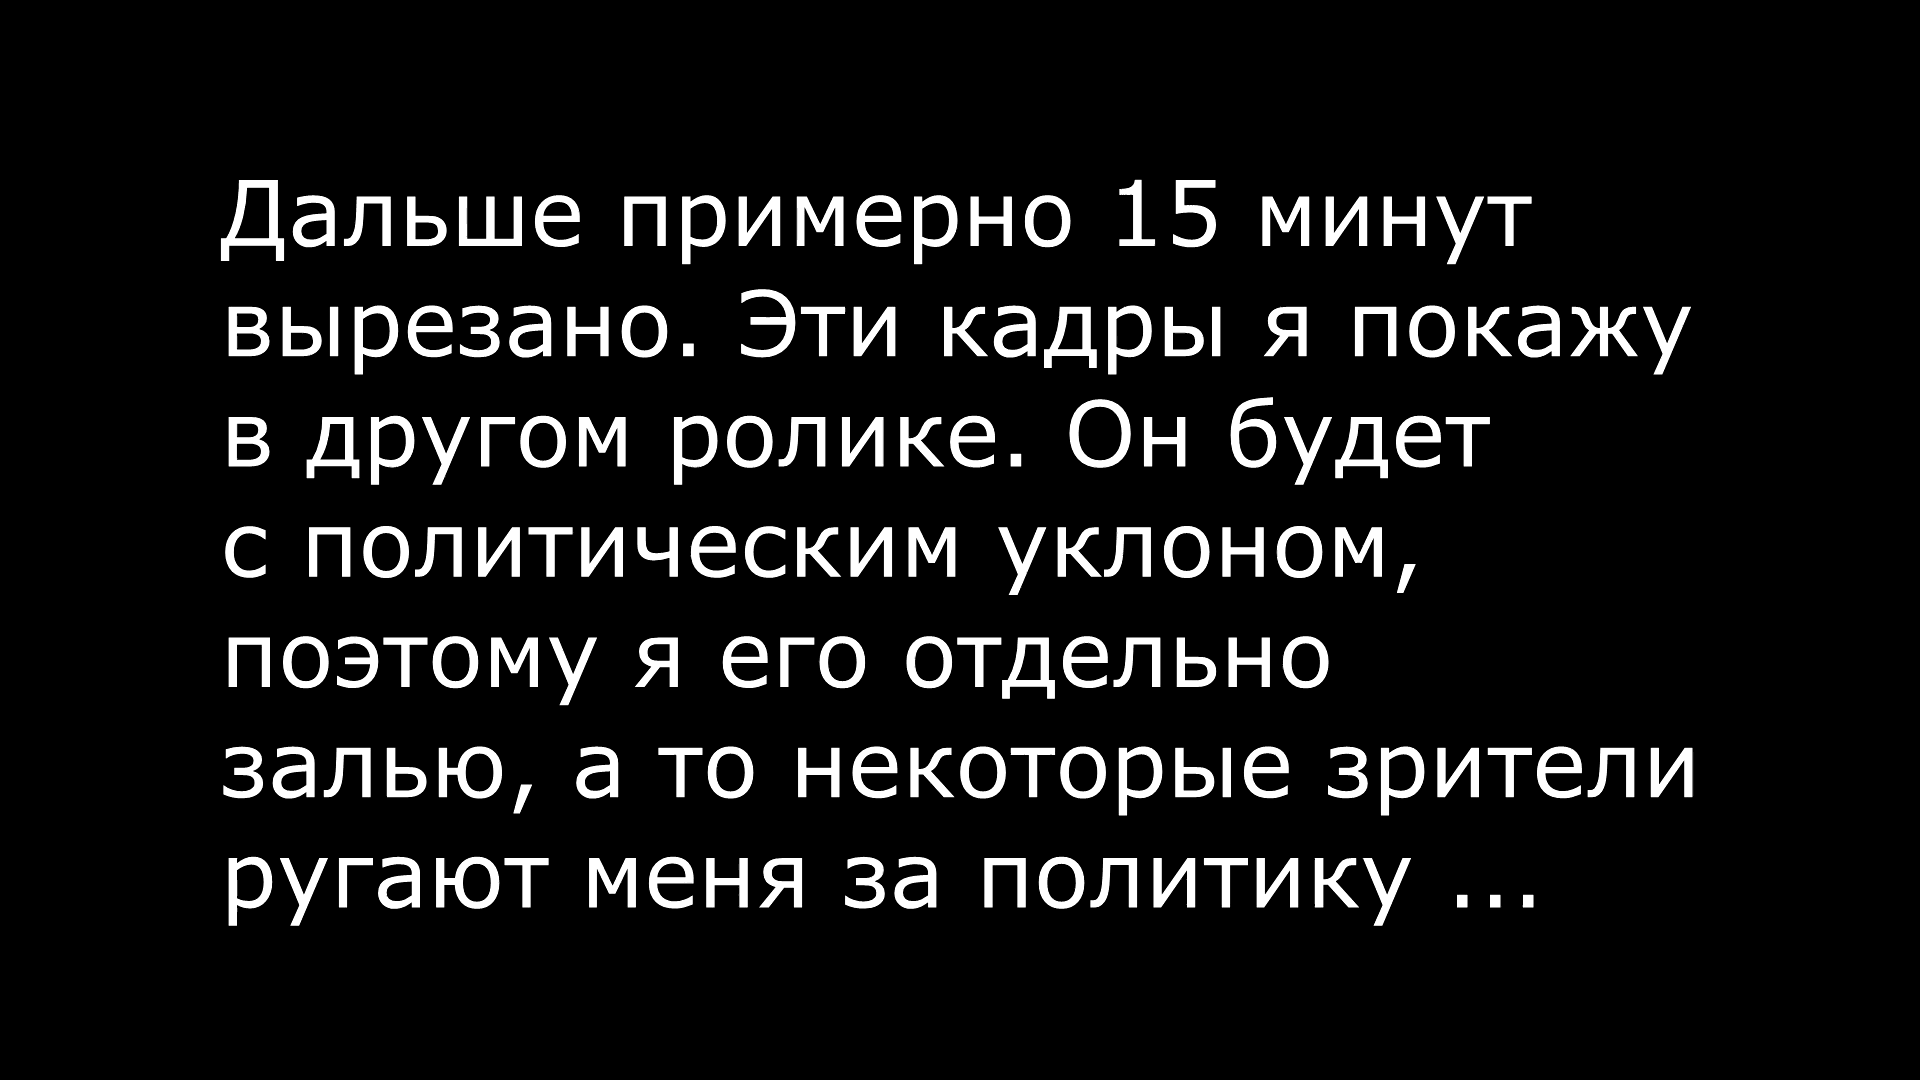 Дальше примерно 15 минут
вырезано. Эти кадры я покажу
в другом ролике. Он будет
с политическим уклоном,
поэтому я его отдельно
залью, а то некоторые зрители
ругают меня за политику ...